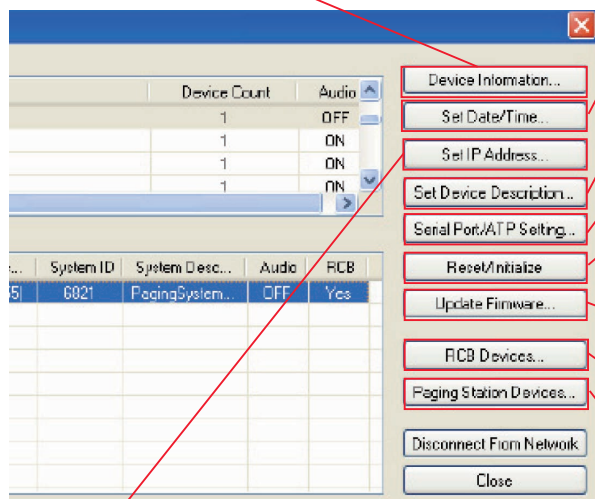 Device Count Audio
1 OFF
1 ON
1 ON
1 ON
... System ID System Desc... Audio RCB
5| 6821 PagingSystem... OFF Yes
Device Information...
Set Date/Time...
Set IP Address...
Set Device Description...
Serial Port/ATP Setting...
Reset/Initialize
Update Firmware...
RCB Devices...
Paging Station Devices...
Disconnect From Network
Close